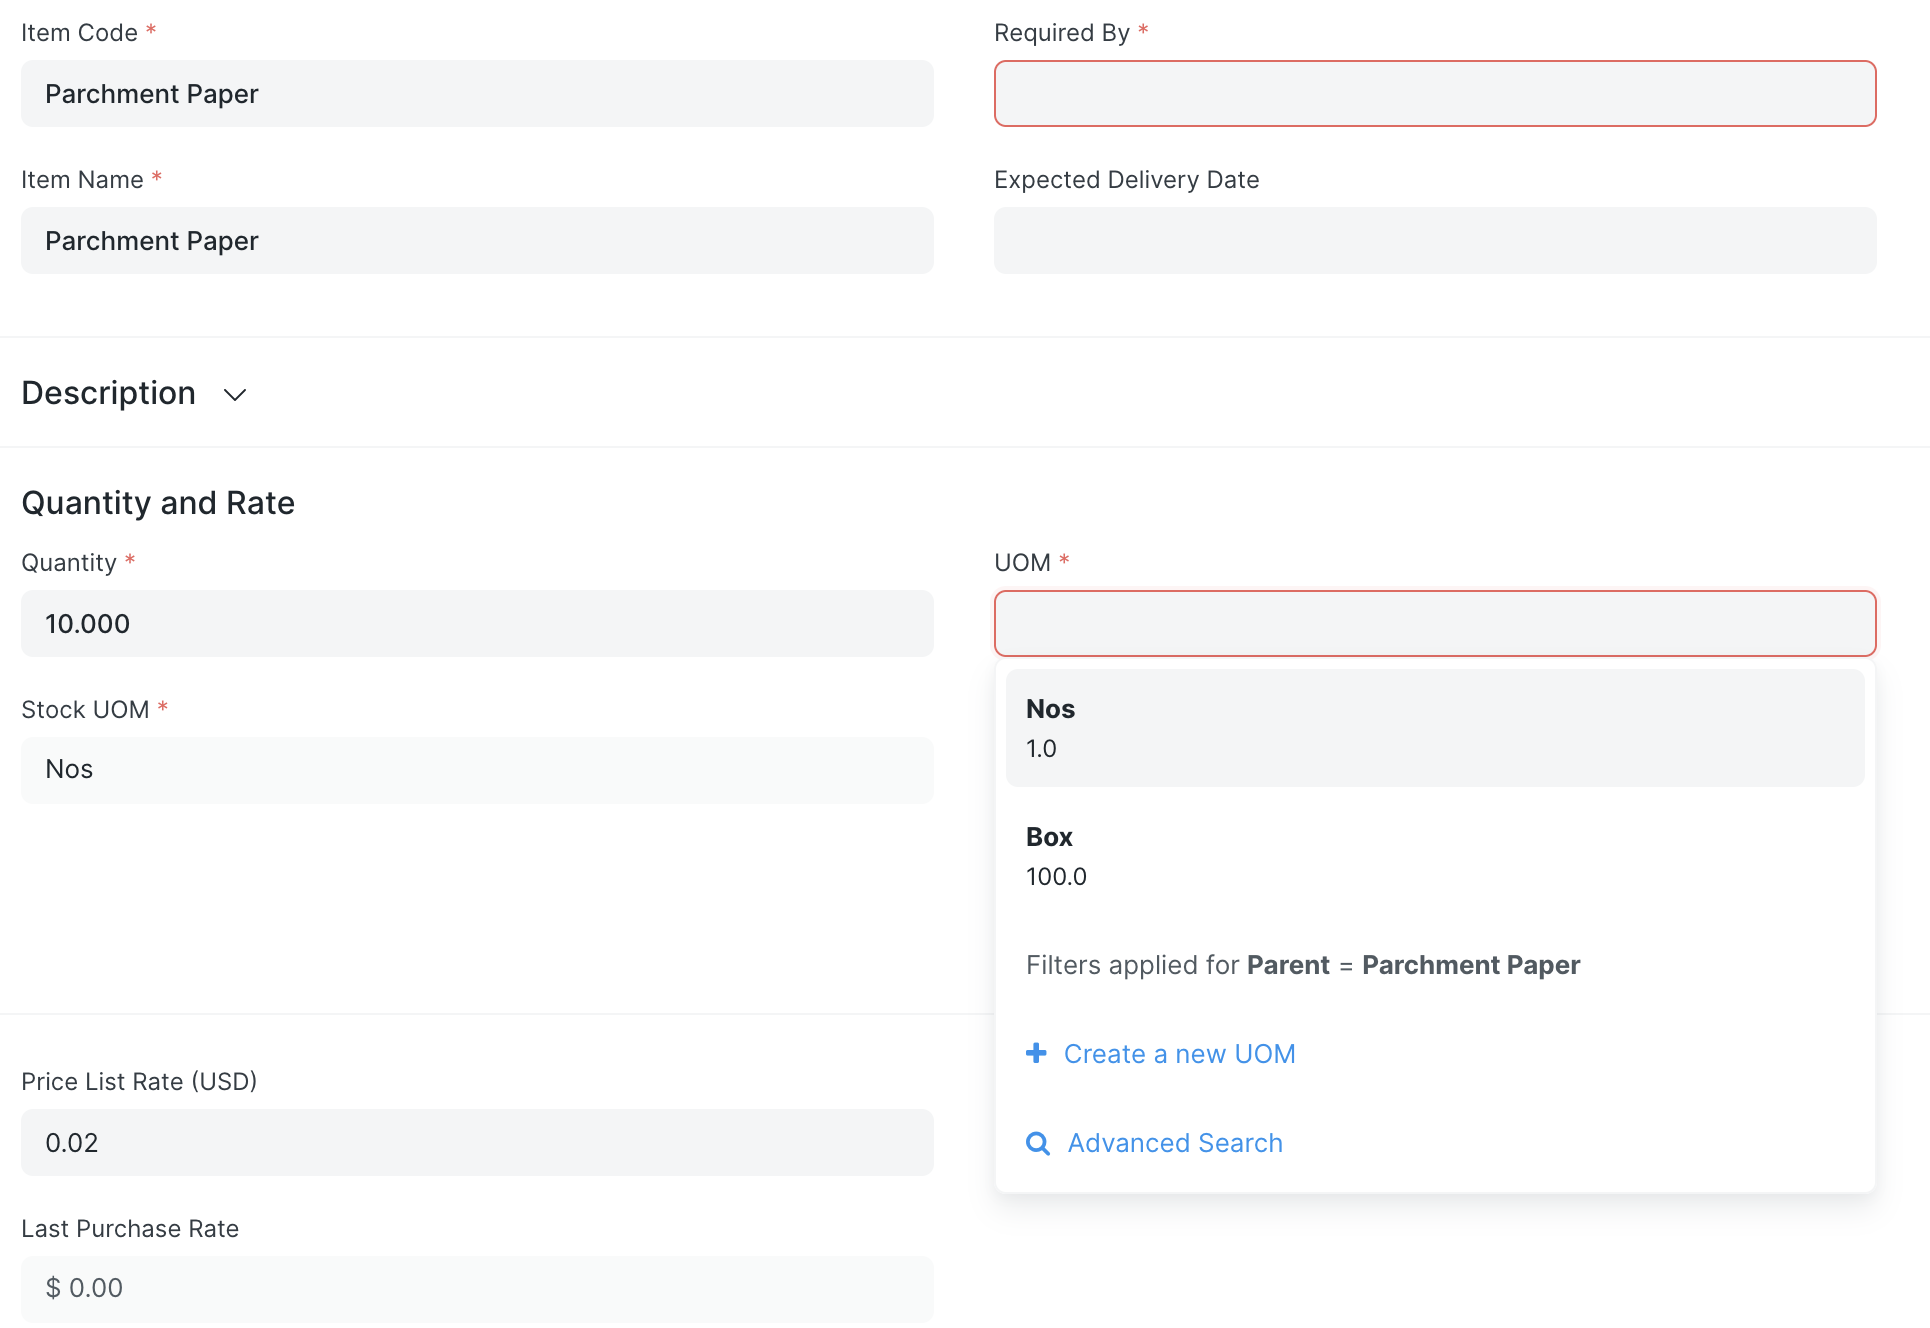 Item Code *
Parchment Paper
Required By *
Item Name *
Parchment Paper
Expected Delivery Date
Description
Quantity and Rate
Quantity *
10.000
UOM *
Stock UOM *
Nos
Nos
1.0
Box
100.0
Filters applied for Parent = Parchment Paper
Create a new UOM
Advanced Search
Price List Rate (USD)
0.02
Last Purchase Rate
$ 0.00